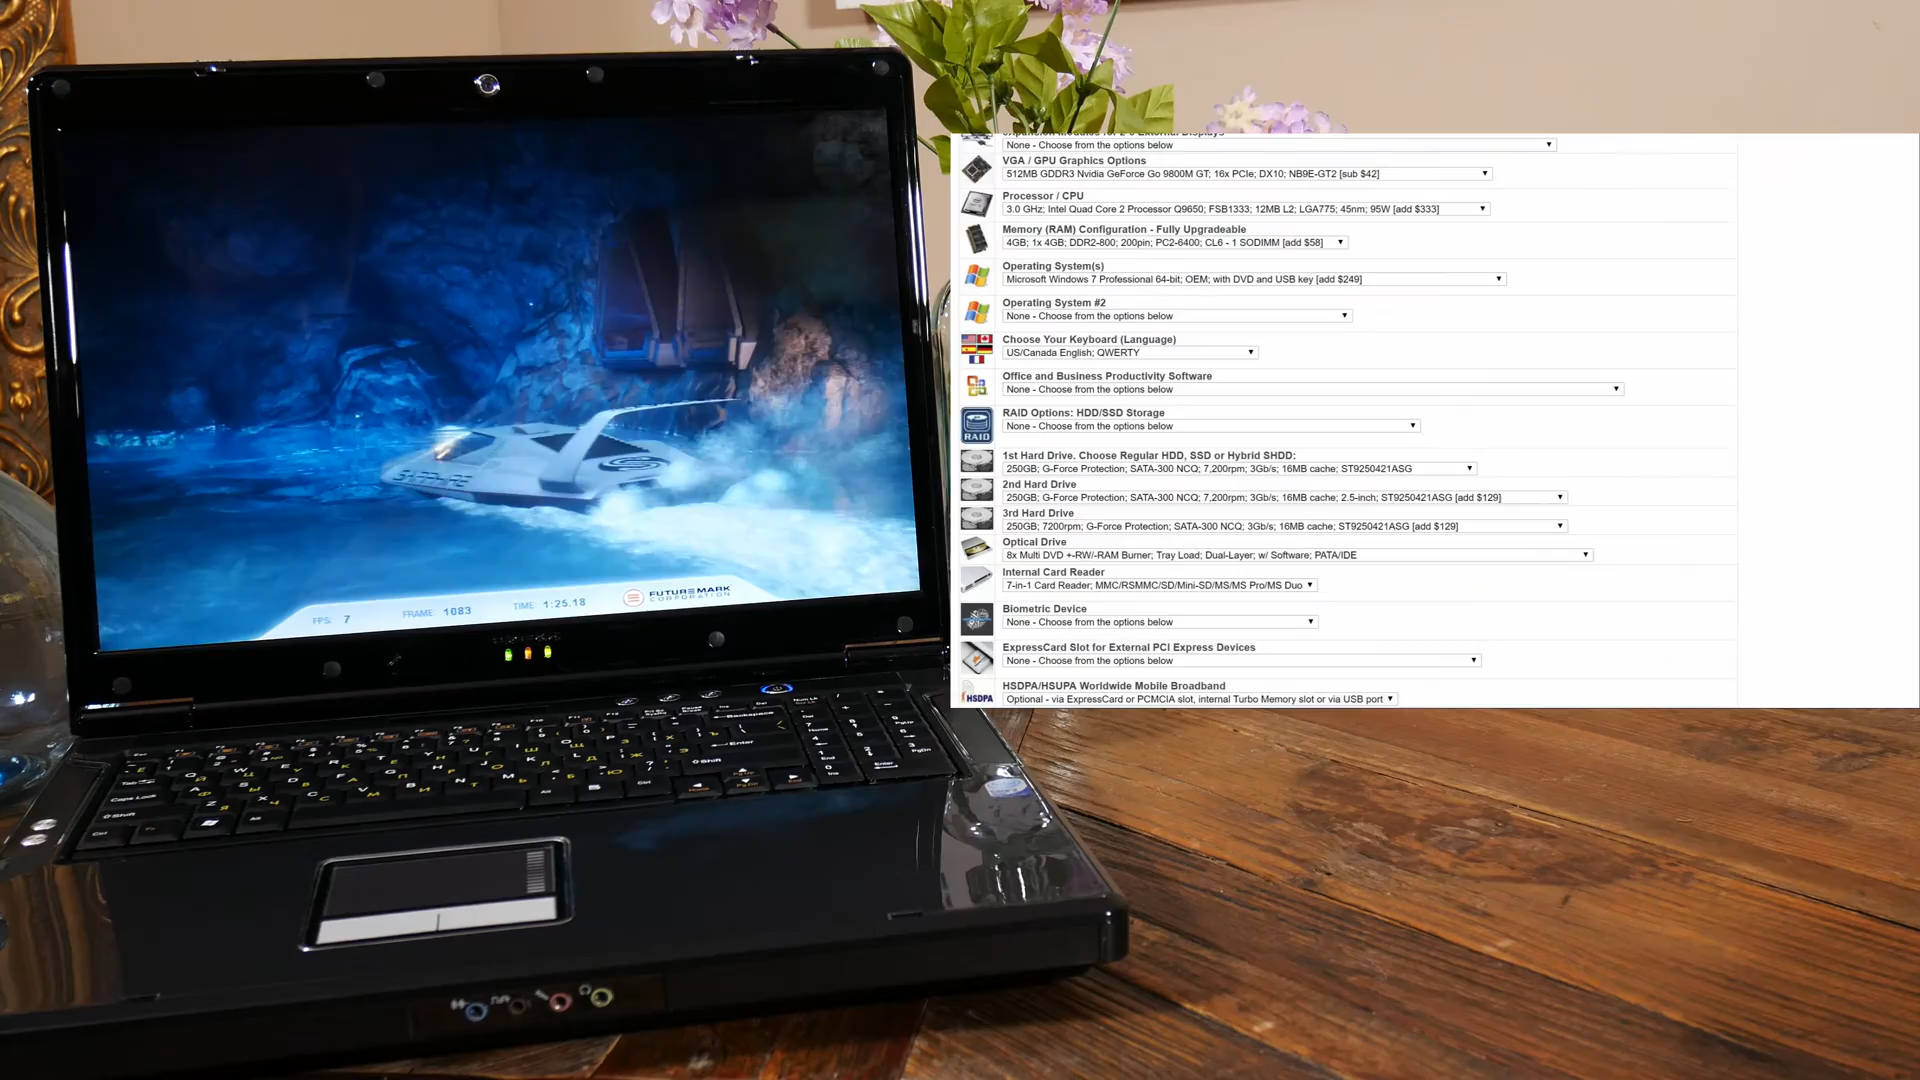 SAPPHIRE
FPS: 7
FRAME: 1083
TIME: 1:25.18
FUTUREMARK
CORPORATION
None - Choose from the options below
VGA / GPU Graphics Options
512MB GDDR3 Nvidia GeForce Go 9800M GT; 16x PCIe; DX10; NB9E-GT2 [sub $42]
Processor / CPU
3.0 GHz; Intel Quad Core 2 Processor Q9650; FSB1333; 12MB L2; LGA775; 45nm; 95W [add $333]
Memory (RAM) Configuration - Fully Upgradeable
4GB; 1x 4GB; DDR2-800; 200pin; PC2-6400; CL6 - 1 SODIMM [add $58]
Operating System(s)
Microsoft Windows 7 Professional 64-bit; OEM; with DVD and USB key [add $249]
Operating System #2
None - Choose from the options below
Choose Your Keyboard (Language)
US/Canada English; QWERTY
Office and Business Productivity Software
None - Choose from the options below
RAID Options: HDD/SSD Storage
RAID
None - Choose from the options below
1st Hard Drive. Choose Regular HDD, SSD or Hybrid SHDD:
250GB; G-Force Protection; SATA-300 NCQ; 7,200rpm; 3Gb/s; 16MB cache; ST9250421ASG
2nd Hard Drive
250GB; G-Force Protection; SATA-300 NCQ; 7,200rpm; 3Gb/s; 16MB cache; 2.5-inch; ST9250421ASG [add $129]
3rd Hard Drive
250GB; 7200rpm; G-Force Protection; SATA-300 NCQ; 3Gb/s; 16MB cache; ST9250421ASG [add $129]
Optical Drive
8x Multi DVD +-RW/-RAM Burner; Tray Load; Dual-Layer; w/ Software; PATA/IDE
Internal Card Reader
7-in-1 Card Reader; MMC/RSMMC/SD/Mini-SD/MS/MS Pro/MS Duo
Biometric Device
None - Choose from the options below
ExpressCard Slot for External PCI Express Devices
None - Choose from the options below
HSDPA/HSUPA Worldwide Mobile Broadband
HSDPA
Optional - via ExpressCard or PCMCIA slot, internal Turbo Memory slot or via USB port
Backspace
Enter
Shift
Caps Lock
Shift
Ctrl